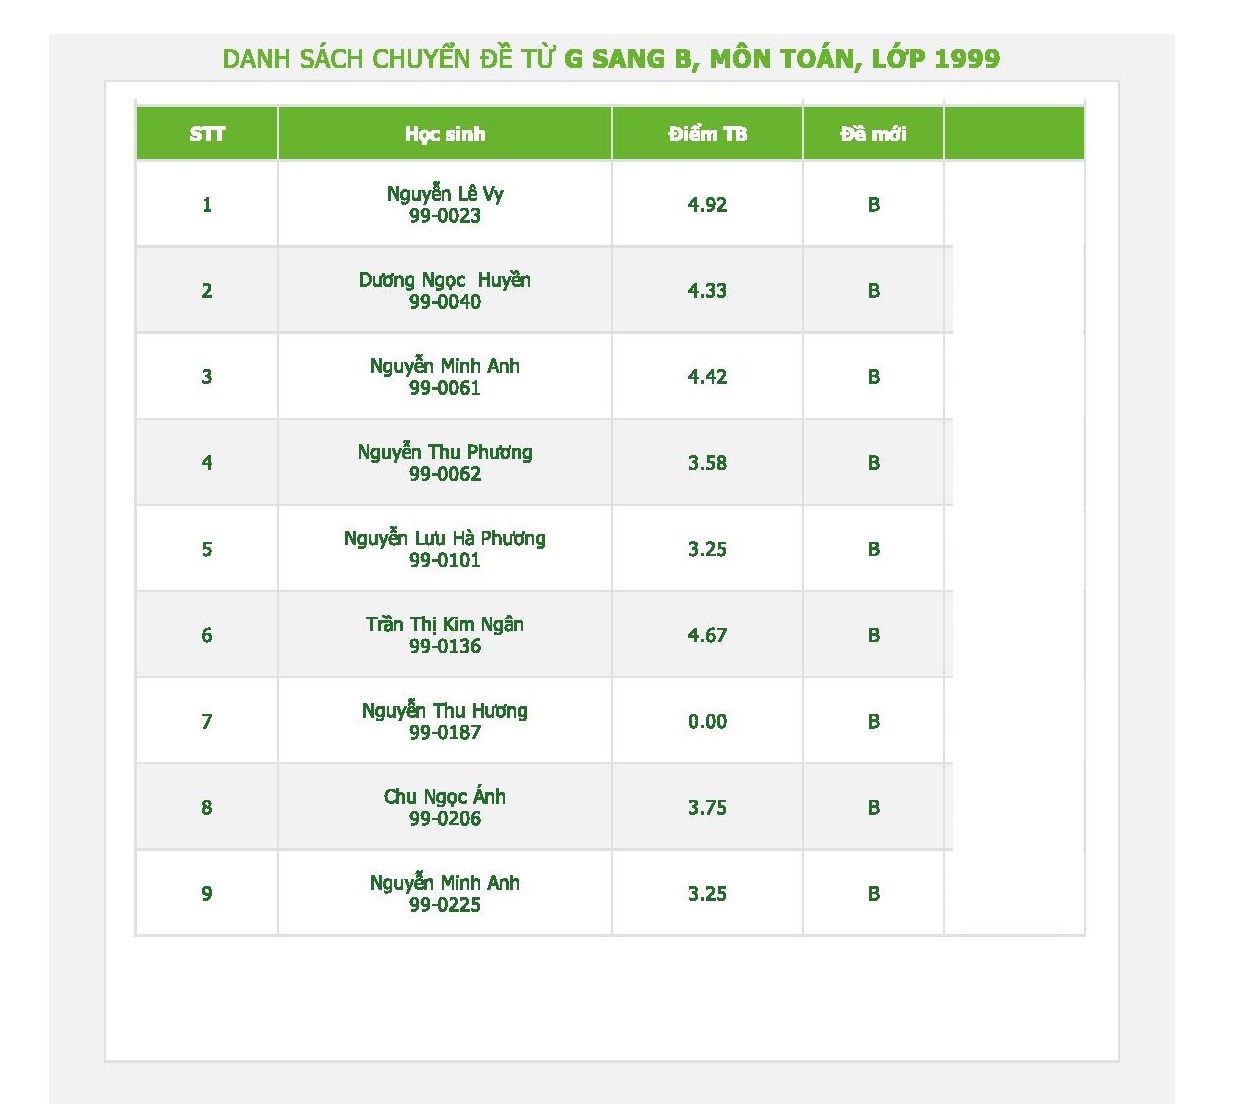 DANH SÁCH CHUYỂN ĐỀ TỪ G SANG B, MÔN TOÁN, LỚP 1999
STT Học sinh Điểm TB Đề mới
1 Nguyễn Lê Vy 99-0023 4.92 B
2 Dương Ngọc Huyền 99-0040 4.33 B
3 Nguyễn Minh Anh 99-0061 4.42 B
4 Nguyễn Thu Phương 99-0062 3.58 B
5 Nguyễn Lưu Hà Phương 99-0101 3.25 B
6 Trần Thị Kim Ngân 99-0136 4.67 B
7 Nguyễn Thu Hương 99-0187 0.00 B
8 Chu Ngọc Ánh 99-0206 3.75 B
9 Nguyễn Minh Anh 99-0225 3.25 B